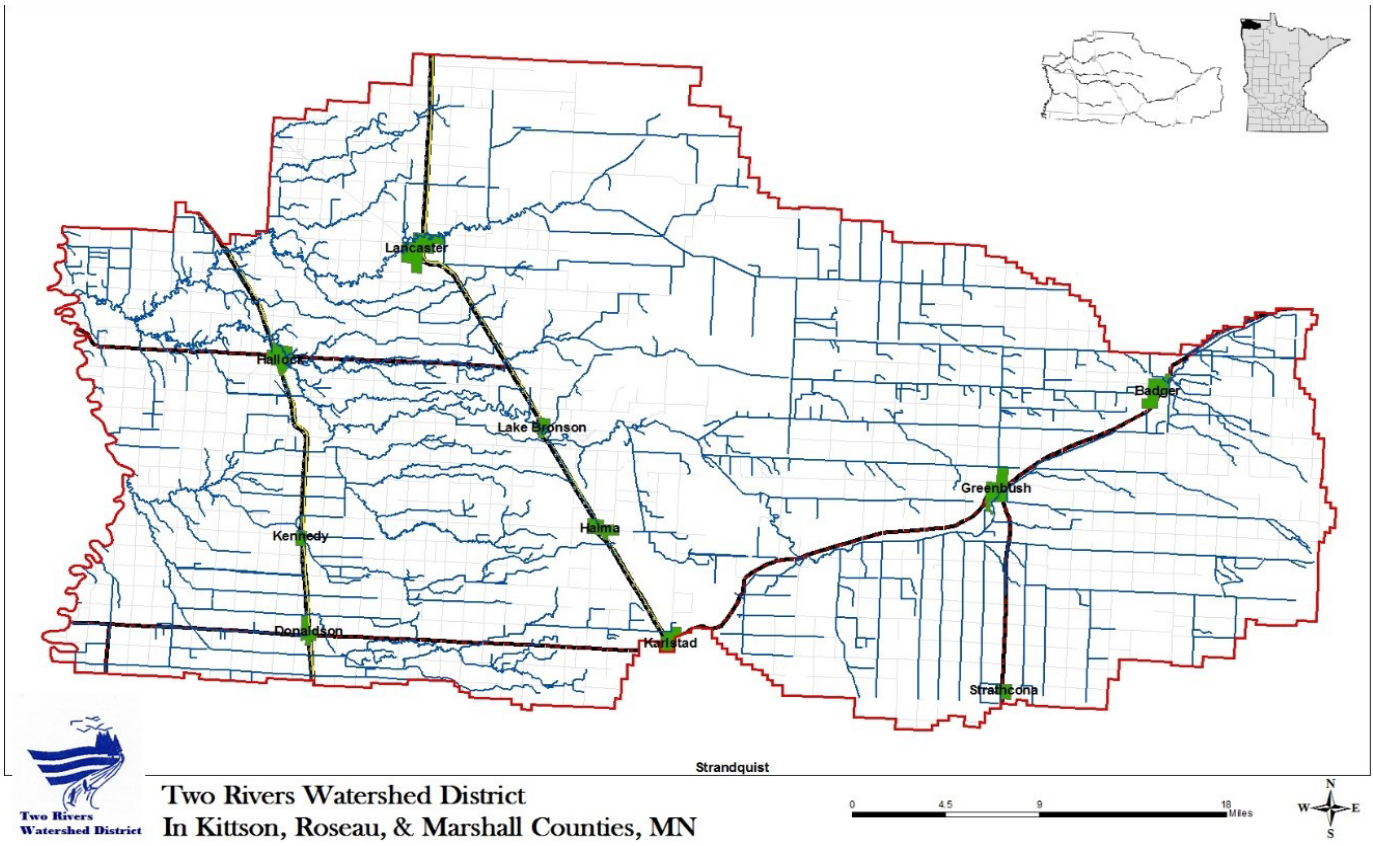 Lancaster
Hallock
Badger
Lake Bronson
Greenbush
Halma
Kennedy
Donaldson
Karlstad
Strathcona
Strandquist
Two Rivers
Watershed District
Two Rivers Watershed District
In Kittson, Roseau, & Marshall Counties, MN
0 4.5 9 18
Miles
N
W E
S